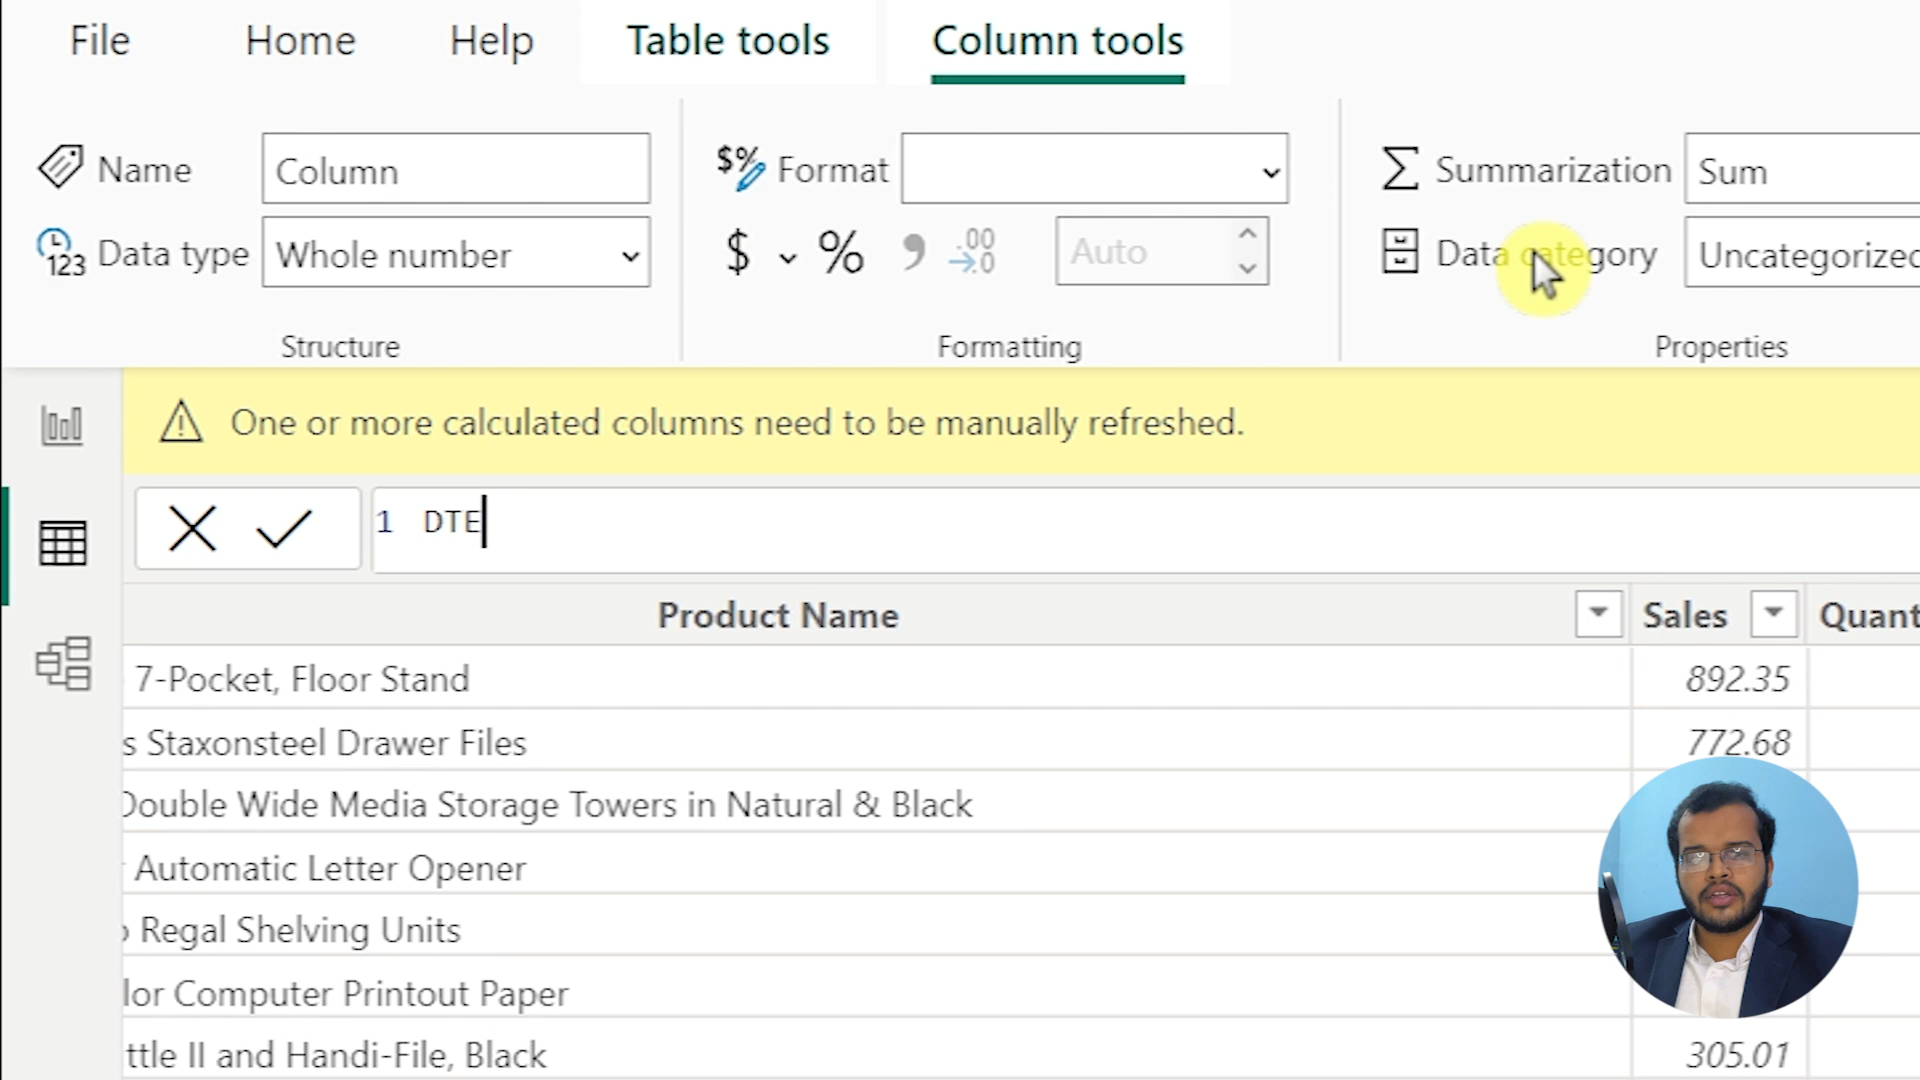 File Home Help Table tools Column tools
Name Column $% Format Summarization Sum
Data type Whole number $ % 9 .00 .0 Auto Data category Uncategorized
Structure Formatting Properties
One or more calculated columns need to be manually refreshed.
1 DTE
Product Name Sales Quant
7-Pocket, Floor Stand 892.35
s Staxonsteel Drawer Files 772.68
Double Wide Media Storage Towers in Natural & Black
r Automatic Letter Opener
o Regal Shelving Units
lor Computer Printout Paper
ttle II and Handi-File, Black 305.01